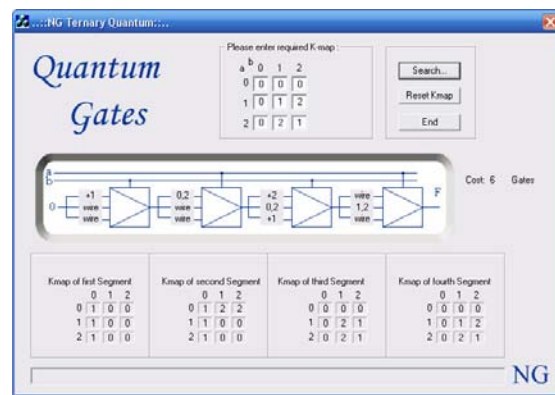 ..::NG Ternary Quantum::..
Quantum
Gates
Please enter required K-map :
b 0 1 2
a
0 0 0 0
1 0 1 2
2 0 2 1
Search...
Reset Kmap
End
a
b
+1 0,2 +2 wire
0 wire wire 0,2 1,2 F
wire wire +1 wire
Cost: 6 Gates
Kmap of first Segment
0 1 2
0 1 0 0
1 1 0 0
2 1 0 0
Kmap of second Segment
0 1 2
0 1 2 2
1 1 0 0
2 1 0 0
Kmap of third Segment
0 1 2
0 0 0 0
1 0 2 1
2 0 2 1
Kmap of fourth Segment
0 1 2
0 0 0 0
1 0 1 2
2 0 2 1
NG